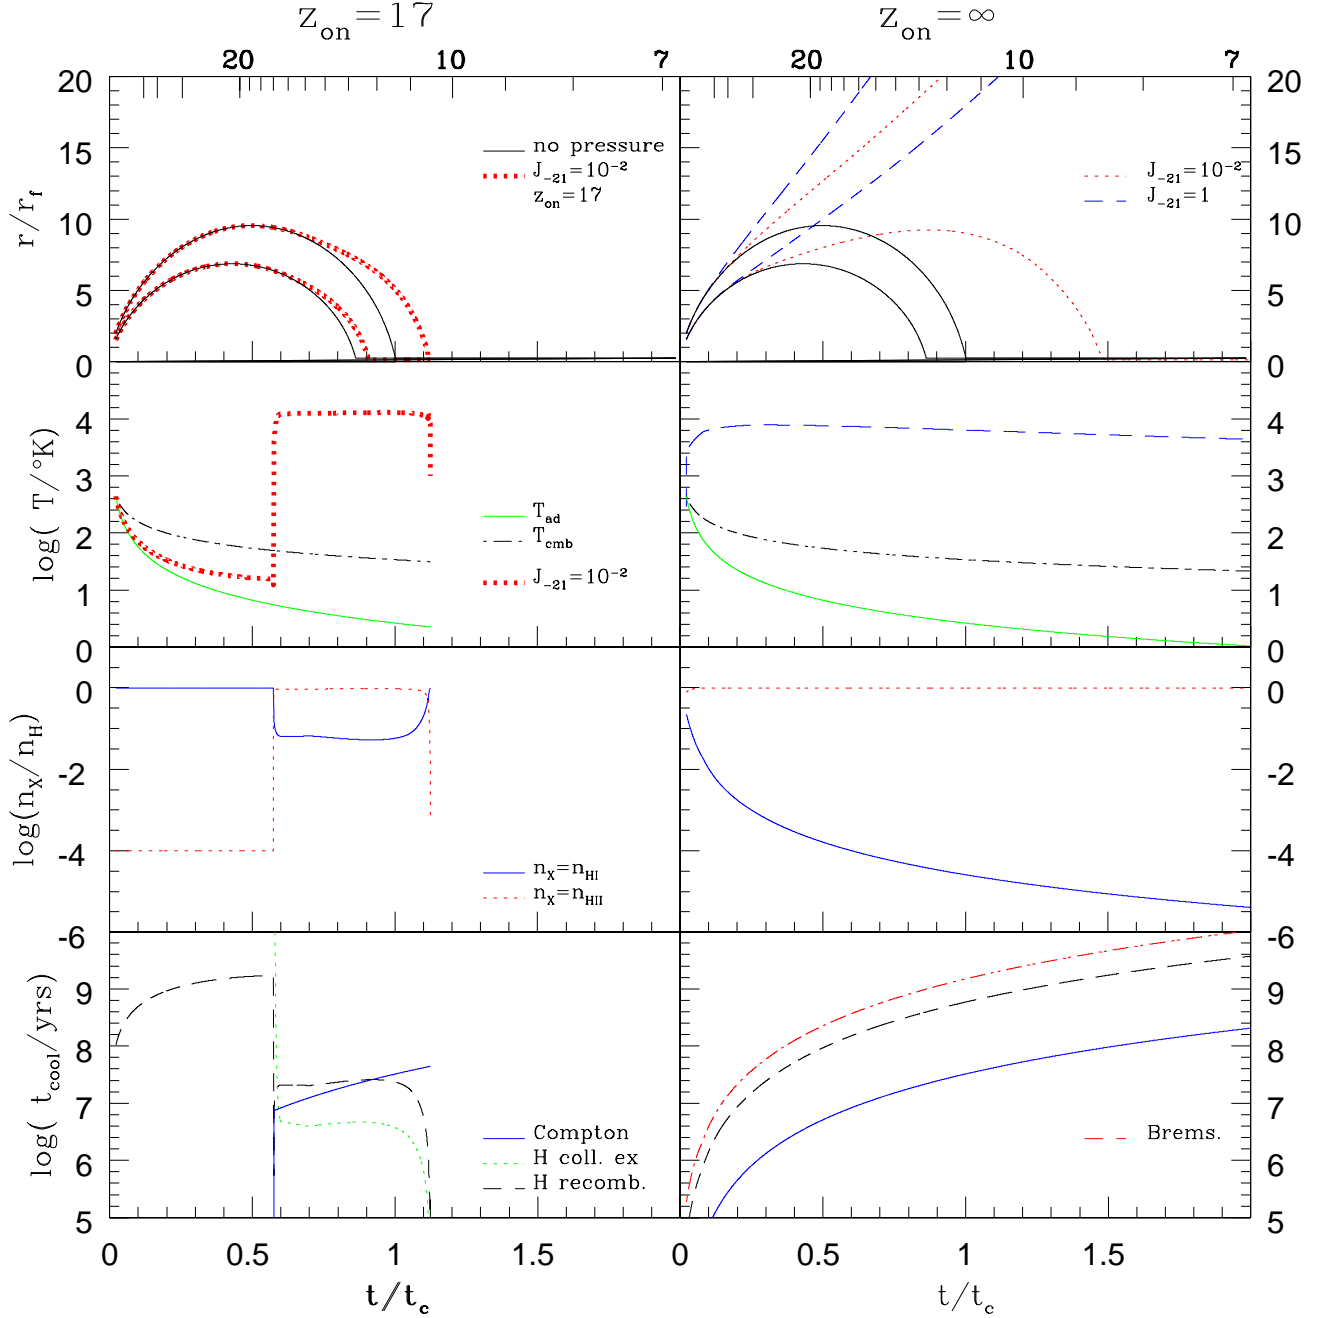 z_on=17 z_on=∞
20 10 7 20 10 7
20 20
no pressure
15 15
J_-21=10^-2 J_-21=10^-2
z_on=17 J_-21=1
r/r_f
10 10
5 5
0 0
4 4
3 3
log( T/°K)
T_ad
2 2
T_cmb
J_-21=10^-2
1 1
0 0
0 0
log(n_X/n_H)
-2 -2
-4 -4
n_X=n_HI
n_X=n_HII
-6 -6
9 9
log( t_cool/yrs)
8 8
7 7
Compton Brems.
H coll. ex
6 6
H recomb.
5 5
0 0.5 1 1.5 0 0.5 1 1.5
t/t_c t/t_c